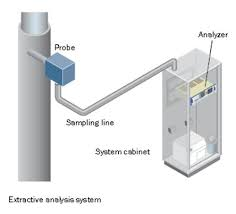 Analyzer
Probe
Sampling line
System cabinet
Extractive analysis system